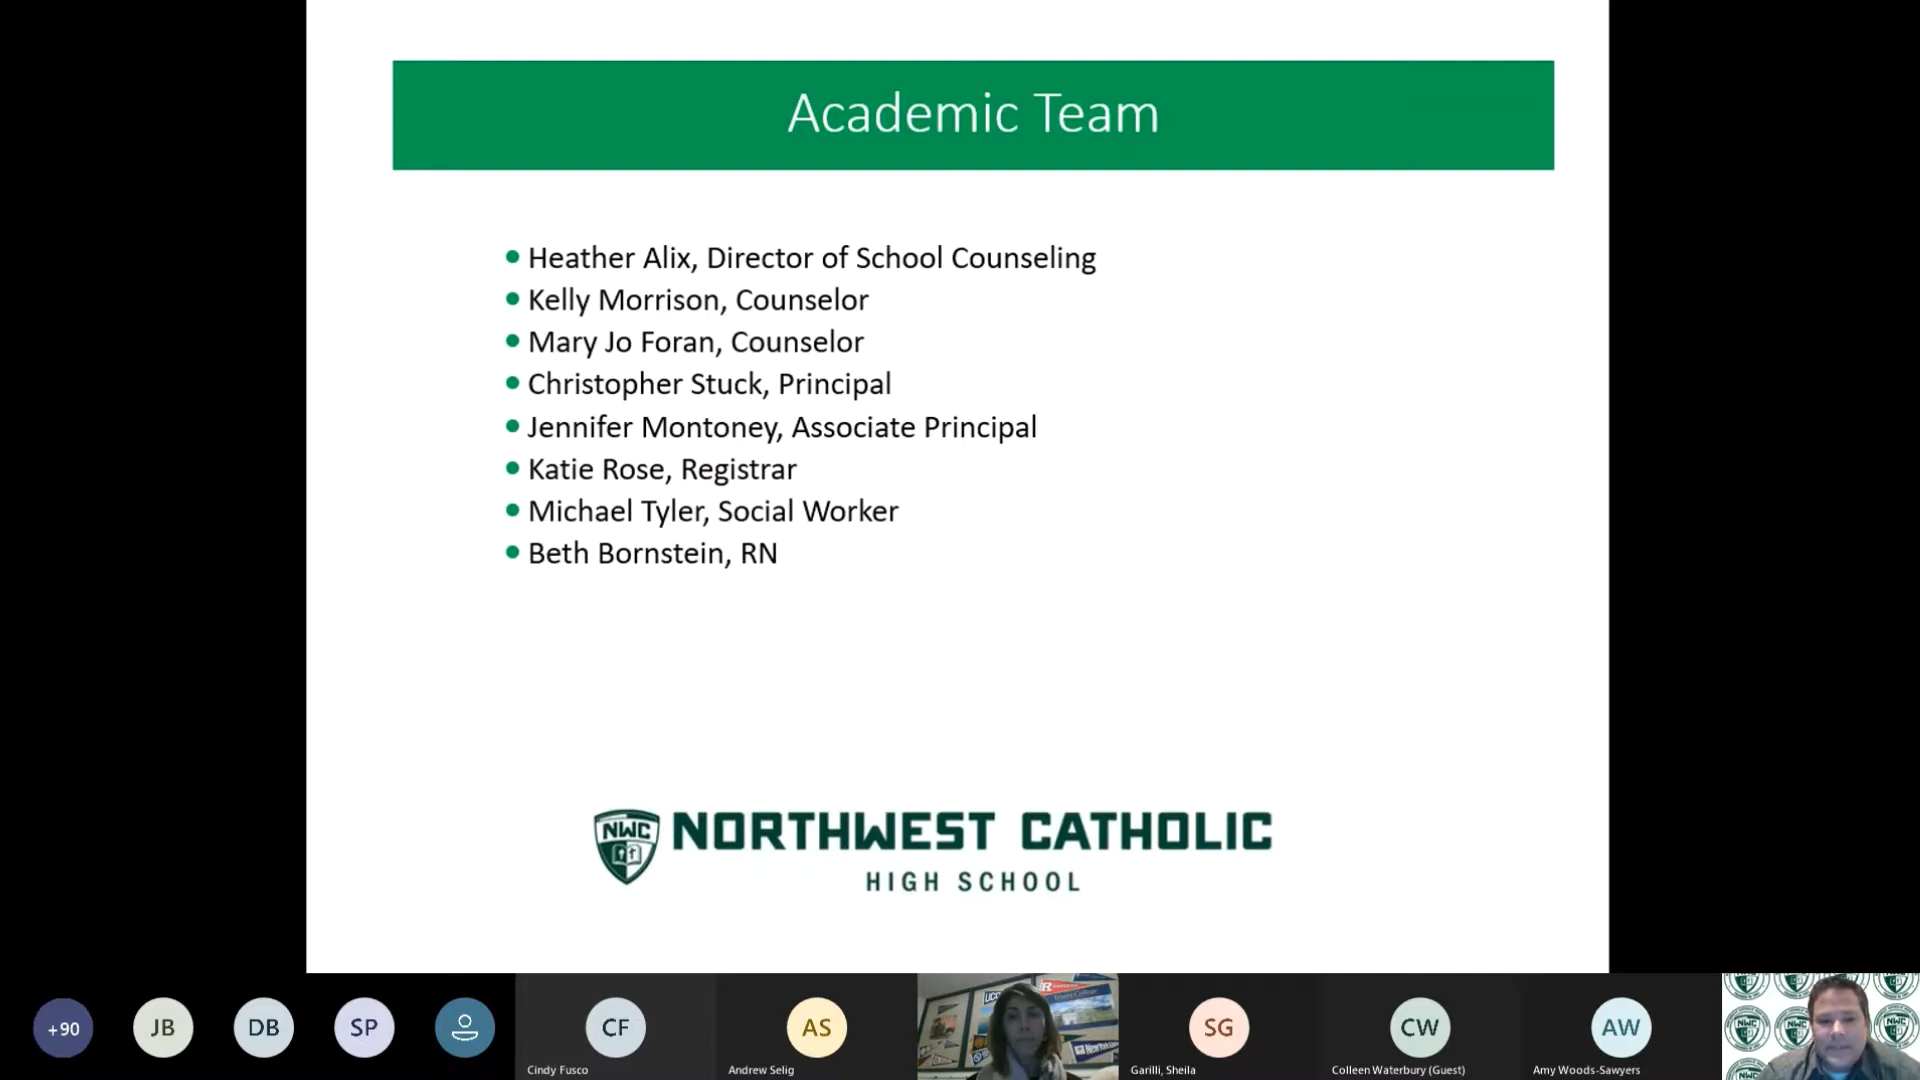 Academic Team
Heather Alix, Director of School Counseling
Kelly Morrison, Counselor
Mary Jo Foran, Counselor
Christopher Stuck, Principal
Jennifer Montoney, Associate Principal
Katie Rose, Registrar
Michael Tyler, Social Worker
Beth Bornstein, RN
NWC
NORTHWEST CATHOLIC
HIGH SCHOOL
+90
JB
DB
SP
CF
AS
SG
CW
AW
Cindy Fusco
Andrew Selig
Garilli, Sheila
Colleen Waterbury (Guest)
Amy Woods-Sawyers